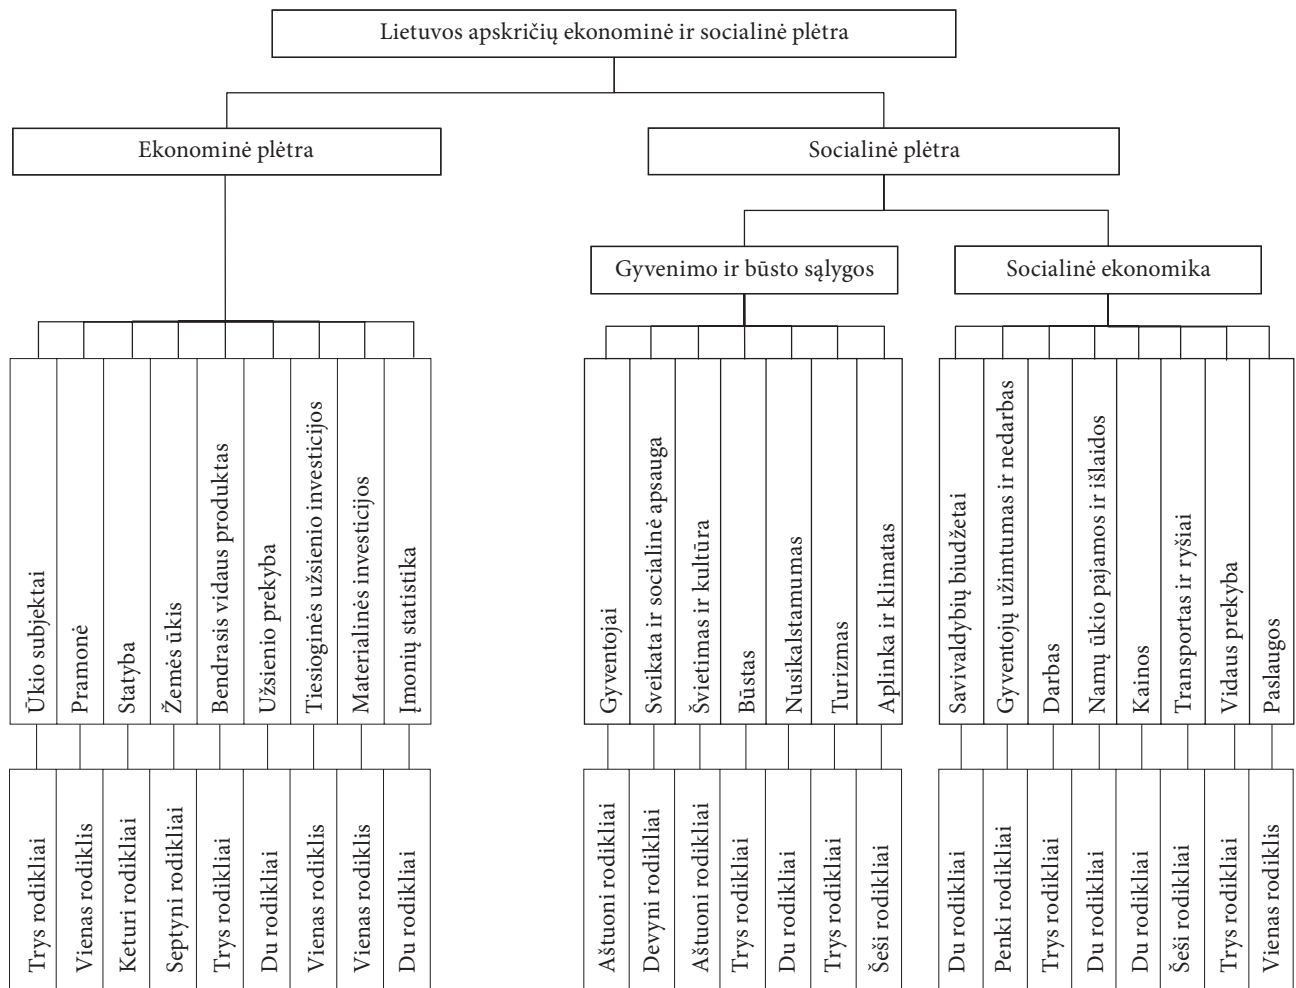 Lietuvos apskričių ekonominė ir socialinė plėtra
Ekonominė plėtra
Socialinė plėtra
Gyvenimo ir būsto sąlygos
Socialinė ekonomika
Ūkio subjektai
Pramonė
Statyba
Žemės ūkis
Bendrasis vidaus produktas
Užsienio prekyba
Tiesioginės užsienio investicijos
Materialinės investicijos
Įmonių statistika
Gyventojai
Sveikata ir socialinė apsauga
Švietimas ir kultūra
Būstas
Nusikalstamumas
Turizmas
Aplinka ir klimatas
Savivaldybių biudžetai
Gyventojų užimtumas ir nedarbas
Darbas
Namų ūkio pajamos ir išlaidos
Kainos
Transportas ir ryšiai
Vidaus prekyba
Paslaugos
Trys rodikliai
Vienas rodiklis
Keturi rodikliai
Septyni rodikliai
Trys rodikliai
Du rodikliai
Vienas rodiklis
Vienas rodiklis
Du rodikliai
Aštuoni rodikliai
Devyni rodikliai
Aštuoni rodikliai
Trys rodikliai
Du rodikliai
Trys rodikliai
Šeši rodikliai
Du rodikliai
Penki rodikliai
Trys rodikliai
Du rodikliai
Du rodikliai
Šeši rodikliai
Trys rodikliai
Vienas rodiklis